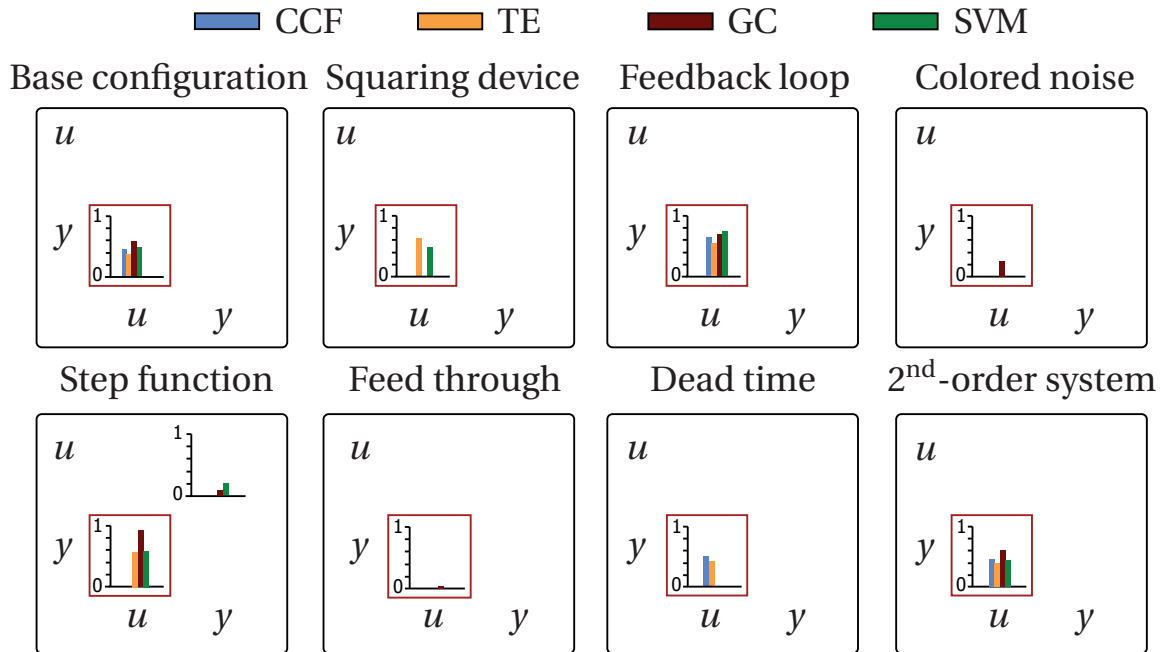 CCF TE GC SVM
Base configuration Squaring device Feedback loop Colored noise
u u u u
1 1 1 1
y y y y
0 0 0 0
u y u y u y u y
Step function Feed through Dead time 2nd-order system
1
u u u u
0
1 1 1 1
y y y y
0 0 0 0
u y u y u y u y